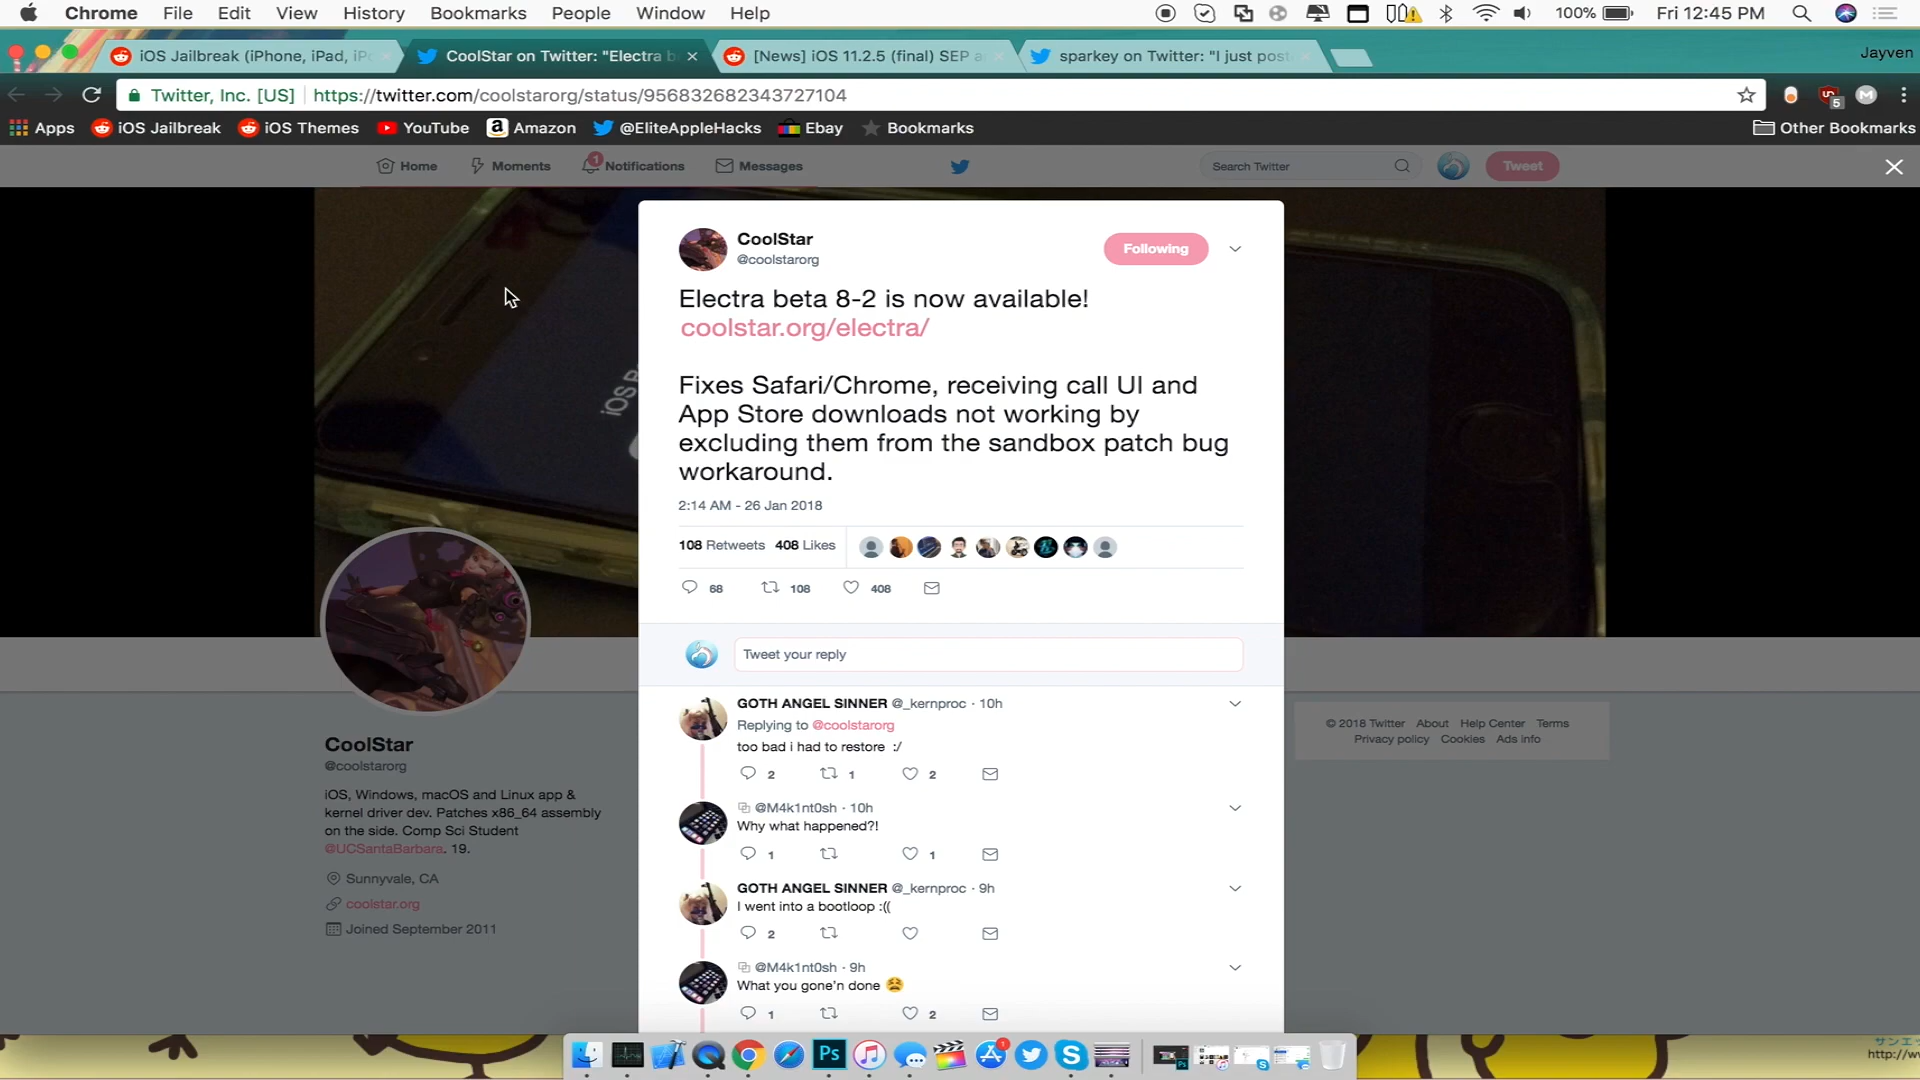 Chrome File Edit View History Bookmarks People Window Help 100% Fri 12:45 PM
iOS Jailbreak (iPhone, iPad, iP CoolStar on Twitter: "Electra b [News] iOS 11.2.5 (final) SEP a sparkey on Twitter: "I just post Jayven
Twitter, Inc. [US] https://twitter.com/coolstarorg/status/956832682343727104 5
Apps iOS Jailbreak iOS Themes YouTube Amazon @EliteAppleHacks Ebay Bookmarks Other Bookmarks
Home Moments 1 Notifications Messages Search Twitter Tweet
CoolStar
@coolstarorg
Following
Electra beta 8-2 is now available!
coolstar.org/electra/
Fixes Safari/Chrome, receiving call UI and
App Store downloads not working by
excluding them from the sandbox patch bug
workaround.
2:14 AM - 26 Jan 2018
108 Retweets 408 Likes
68 108 408
Tweet your reply
GOTH ANGEL SINNER @_kernproc · 10h
Replying to @coolstarorg
too bad i had to restore :/
2 1 2
@M4k1nt0sh · 10h
Why what happened?!
1 1
GOTH ANGEL SINNER @_kernproc · 9h
I went into a bootloop :((
2
@M4k1nt0sh · 9h
What you gone'n done 😫
1 2
CoolStar
@coolstarorg
iOS, Windows, macOS and Linux app &
kernel driver dev. Patches x86_64 assembly
on the side. Comp Sci Student
@UCSantaBarbara. 19.
Sunnyvale, CA
coolstar.org
Joined September 2011
© 2018 Twitter About Help Center Terms
Privacy policy Cookies Ads info
iOS
Ps
1
http://w